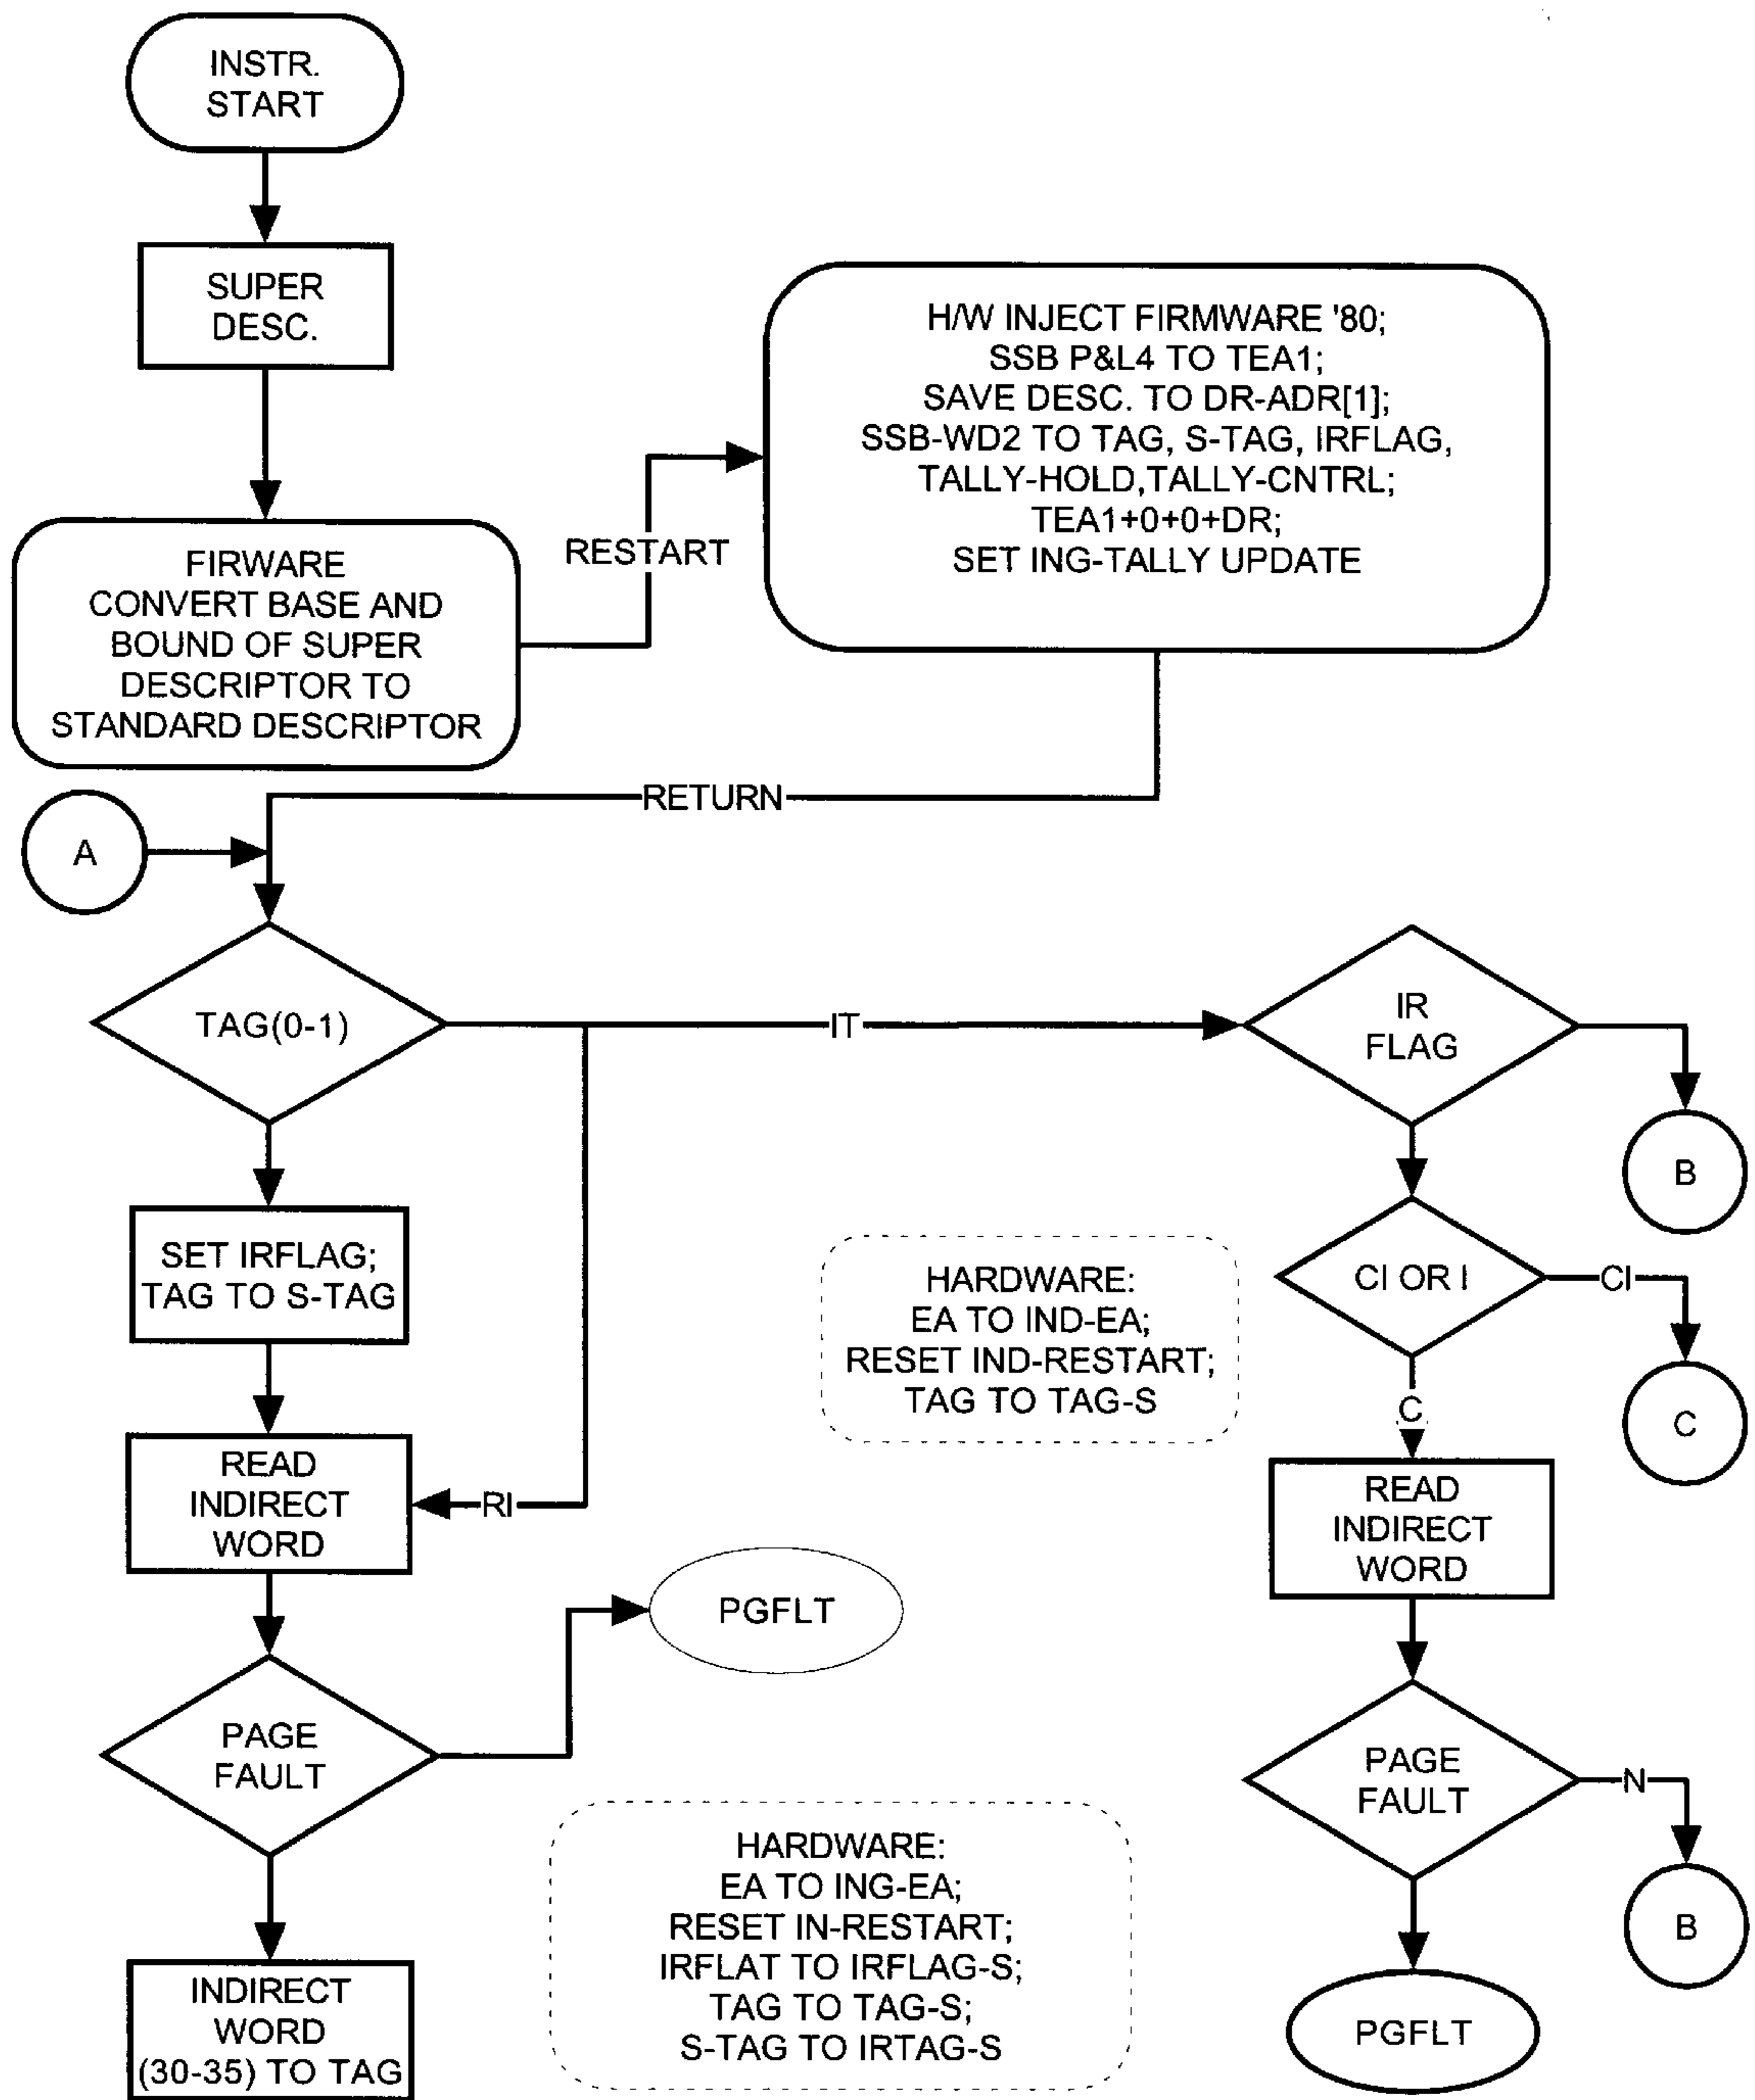 INSTR.
START
SUPER
DESC.
FIRWARE
CONVERT BASE AND
BOUND OF SUPER
DESCRIPTOR TO
STANDARD DESCRIPTOR
RESTART
H/W INJECT FIRMWARE '80;
SSB P&L4 TO TEA1;
SAVE DESC. TO DR-ADR[1];
SSB-WD2 TO TAG, S-TAG, IRFLAG,
TALLY-HOLD,TALLY-CNTRL;
TEA1+0+0+DR;
SET ING-TALLY UPDATE
RETURN
A
TAG(0-1)
IT
IR
FLAG
B
SET IRFLAG;
TAG TO S-TAG
HARDWARE:
EA TO IND-EA;
RESET IND-RESTART;
TAG TO TAG-S
CI OR I
CI
C
C
READ
INDIRECT
WORD
RI
READ
INDIRECT
WORD
PGFLT
PAGE
FAULT
PAGE
FAULT
N
B
HARDWARE:
EA TO ING-EA;
RESET IN-RESTART;
IRFLAT TO IRFLAG-S;
TAG TO TAG-S;
S-TAG TO IRTAG-S
INDIRECT
WORD
(30-35) TO TAG
PGFLT